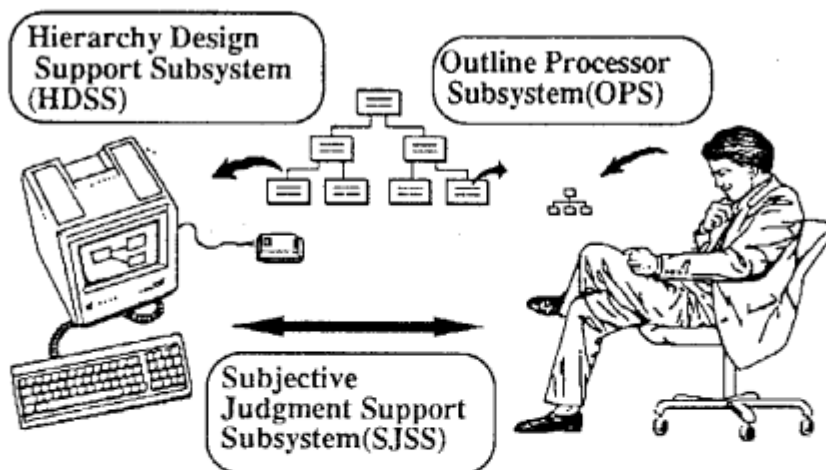 Hierarchy Design
Support Subsystem
(HDSS)
Outline Processor
Subsystem(OPS)
Subjective
Judgment Support
Subsystem(SJSS)